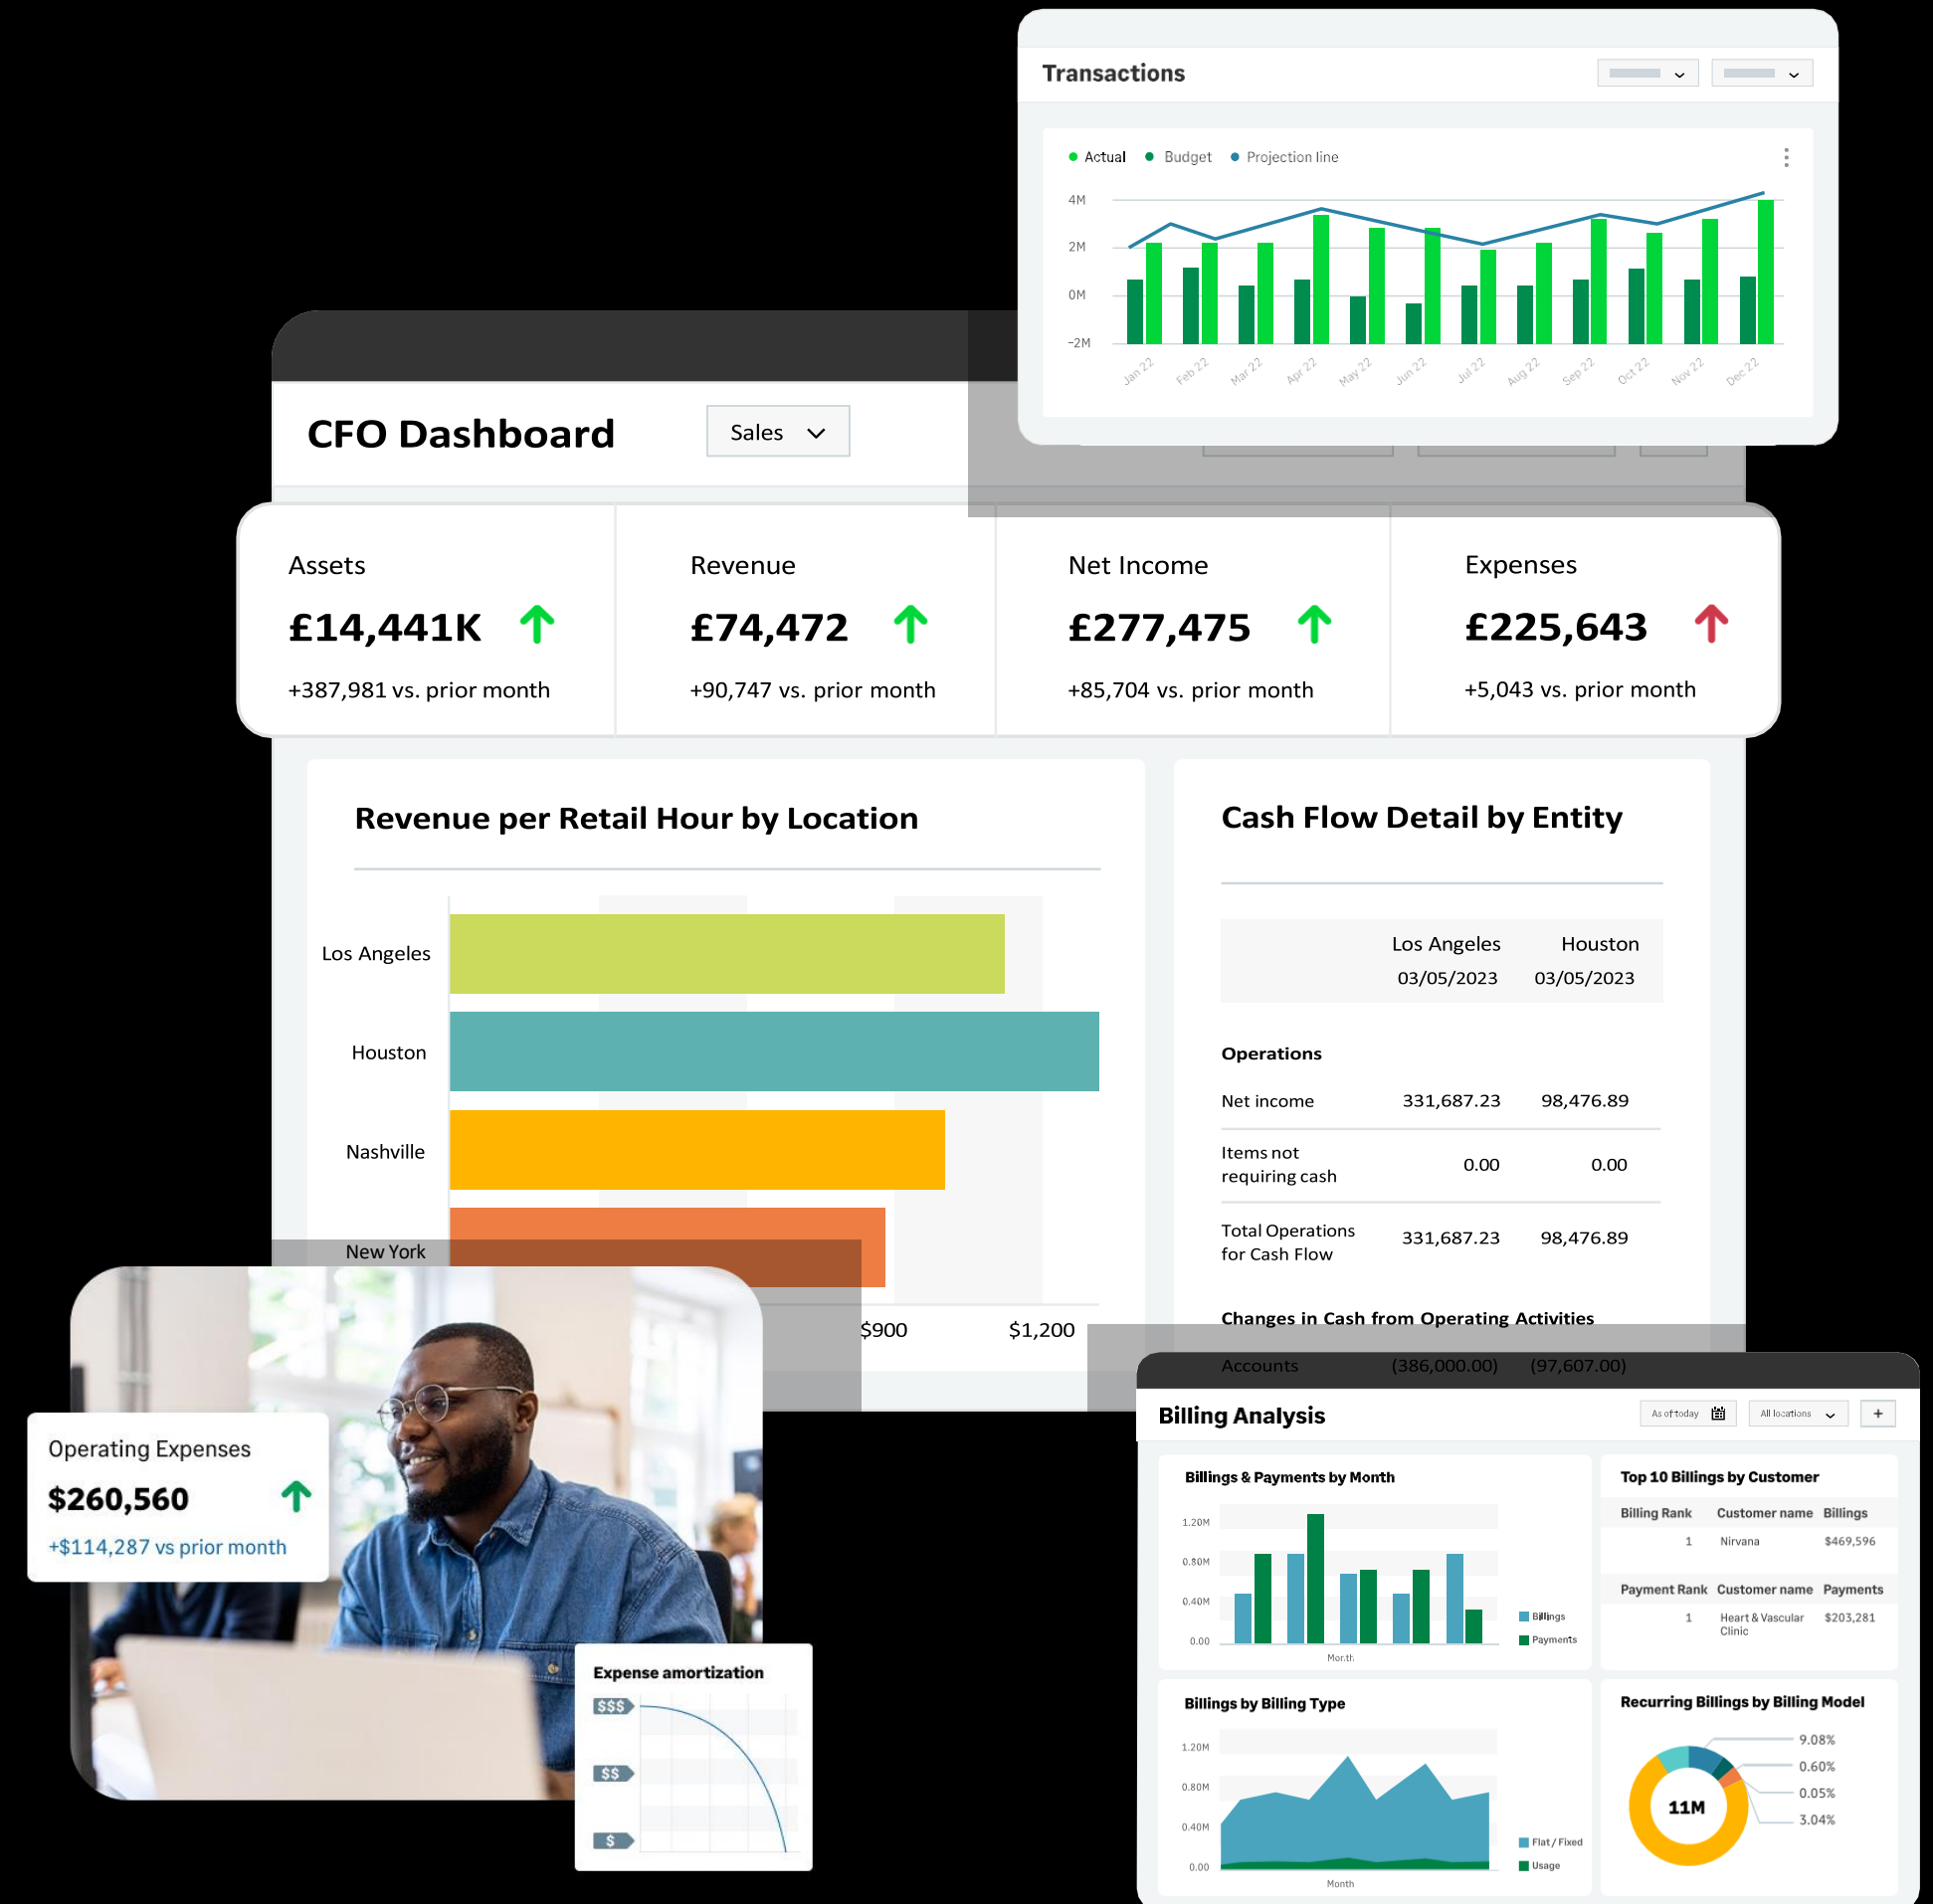 Transactions
Actual Budget Projection line
4M
2M
0M
-2M
Jan 22 Feb 22 Mar 22 Apr 22 May 22 Jun 22 Jul 22 Aug 22 Sep 22 Oct 22 Nov 22 Dec 22
CFO Dashboard
Sales
Assets
£14,441K
+387,981 vs. prior month
Revenue
£74,472
+90,747 vs. prior month
Net Income
£277,475
+85,704 vs. prior month
Expenses
£225,643
+5,043 vs. prior month
Revenue per Retail Hour by Location
Los Angeles
Houston
Nashville
New York
$900 $1,200
Cash Flow Detail by Entity
Los Angeles Houston
03/05/2023 03/05/2023
Operations
Net income 331,687.23 98,476.89
Items not
requiring cash 0.00 0.00
Total Operations
for Cash Flow 331,687.23 98,476.89
Changes in Cash from Operating Activities
Accounts (386,000.00) (97,607.00)
Operating Expenses
$260,560
+$114,287 vs prior month
Expense amortization
$$$
$$
$
Billing Analysis
As of today All locations +
Billings & Payments by Month
1.20M
0.80M
0.40M
0.00
Month
Billings
Payments
Top 10 Billings by Customer
Billing Rank Customer name Billings
1 Nirvana $469,596
Payment Rank Customer name Payments
1 Heart & Vascular $203,281
Clinic
Billings by Billing Type
1.20M
0.80M
0.40M
0.00
Month
Flat / Fixed
Usage
Recurring Billings by Billing Model
11M
9.08%
0.60%
0.05%
3.04%